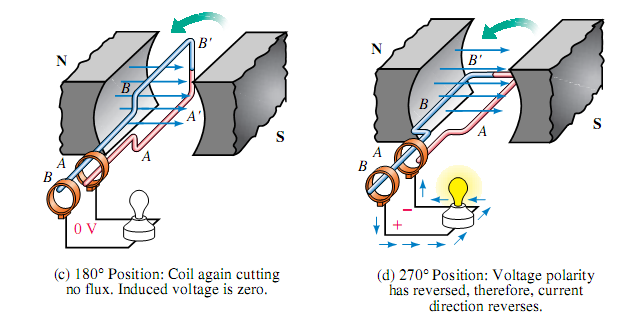 N
B'
B
A'
S
A
A
B
0 V
(c) 180° Position: Coil again cutting
no flux. Induced voltage is zero.
N
B'
B
A
S
A
B
−
+
(d) 270° Position: Voltage polarity
has reversed, therefore, current
direction reverses.